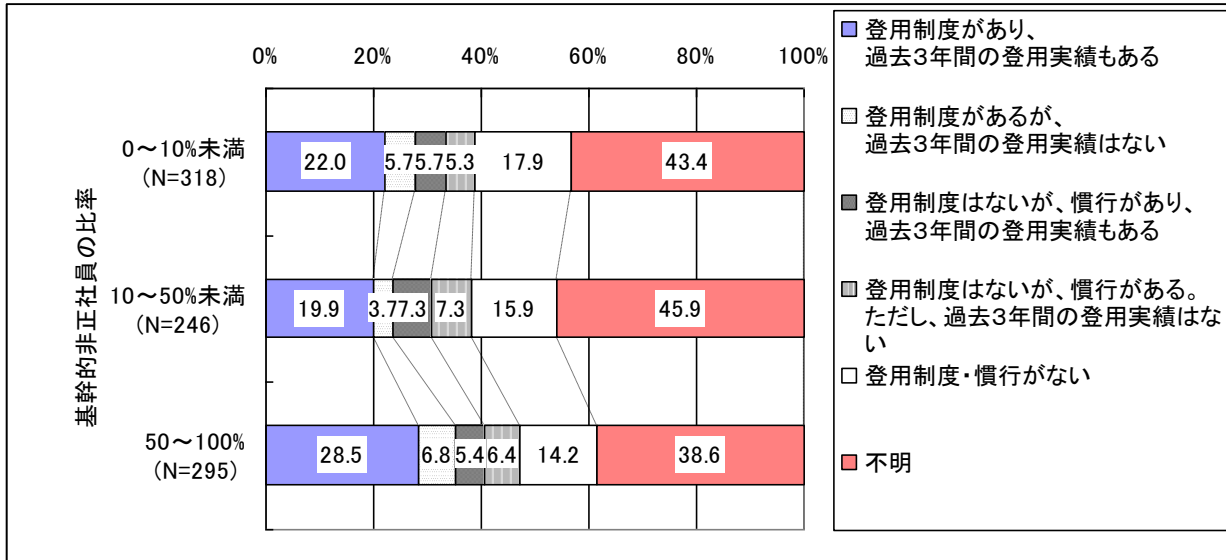 0%
20%
40%
60%
80%
100%
基幹的非正社員の比率
0～10%未満
(N=318)
22.0
5.7
5.7
5.3
17.9
43.4
10～50%未満
(N=246)
19.9
3.7
7.3
7.3
15.9
45.9
50～100%
(N=295)
28.5
6.8
5.4
6.4
14.2
38.6
登用制度があり、
過去3年間の登用実績もある
登用制度があるが、
過去3年間の登用実績はない
登用制度はないが、慣行があり、
過去3年間の登用実績もある
登用制度はないが、慣行がある。
ただし、過去3年間の登用実績はな
い
登用制度・慣行がない
不明